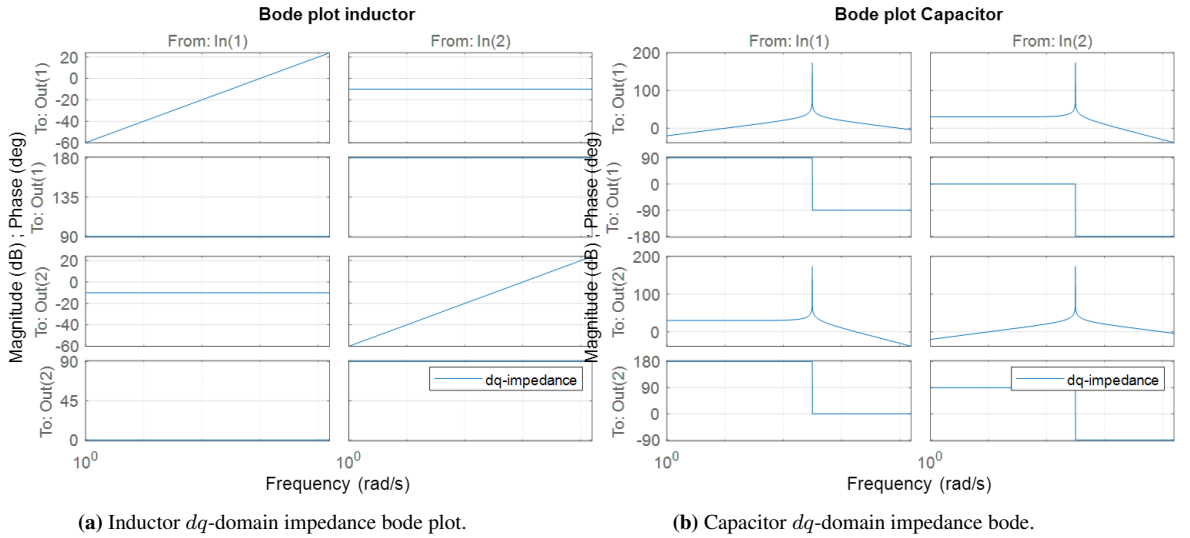 Bode plot inductor
From: In(1)
From: In(2)
Magnitude (dB) ; Phase (deg)
To: Out(1)
20
0
-20
-40
-60
To: Out(1)
180
135
90
To: Out(2)
20
0
-20
-40
-60
To: Out(2)
90
45
0
dq-impedance
10^0
10^0
Frequency (rad/s)
(a) Inductor dq-domain impedance bode plot.
Bode plot Capacitor
From: In(1)
From: In(2)
Magnitude (dB) ; Phase (deg)
To: Out(1)
200
100
0
To: Out(1)
90
0
-90
-180
To: Out(2)
200
100
0
To: Out(2)
180
90
0
-90
dq-impedance
10^0
10^0
Frequency (rad/s)
(b) Capacitor dq-domain impedance bode.